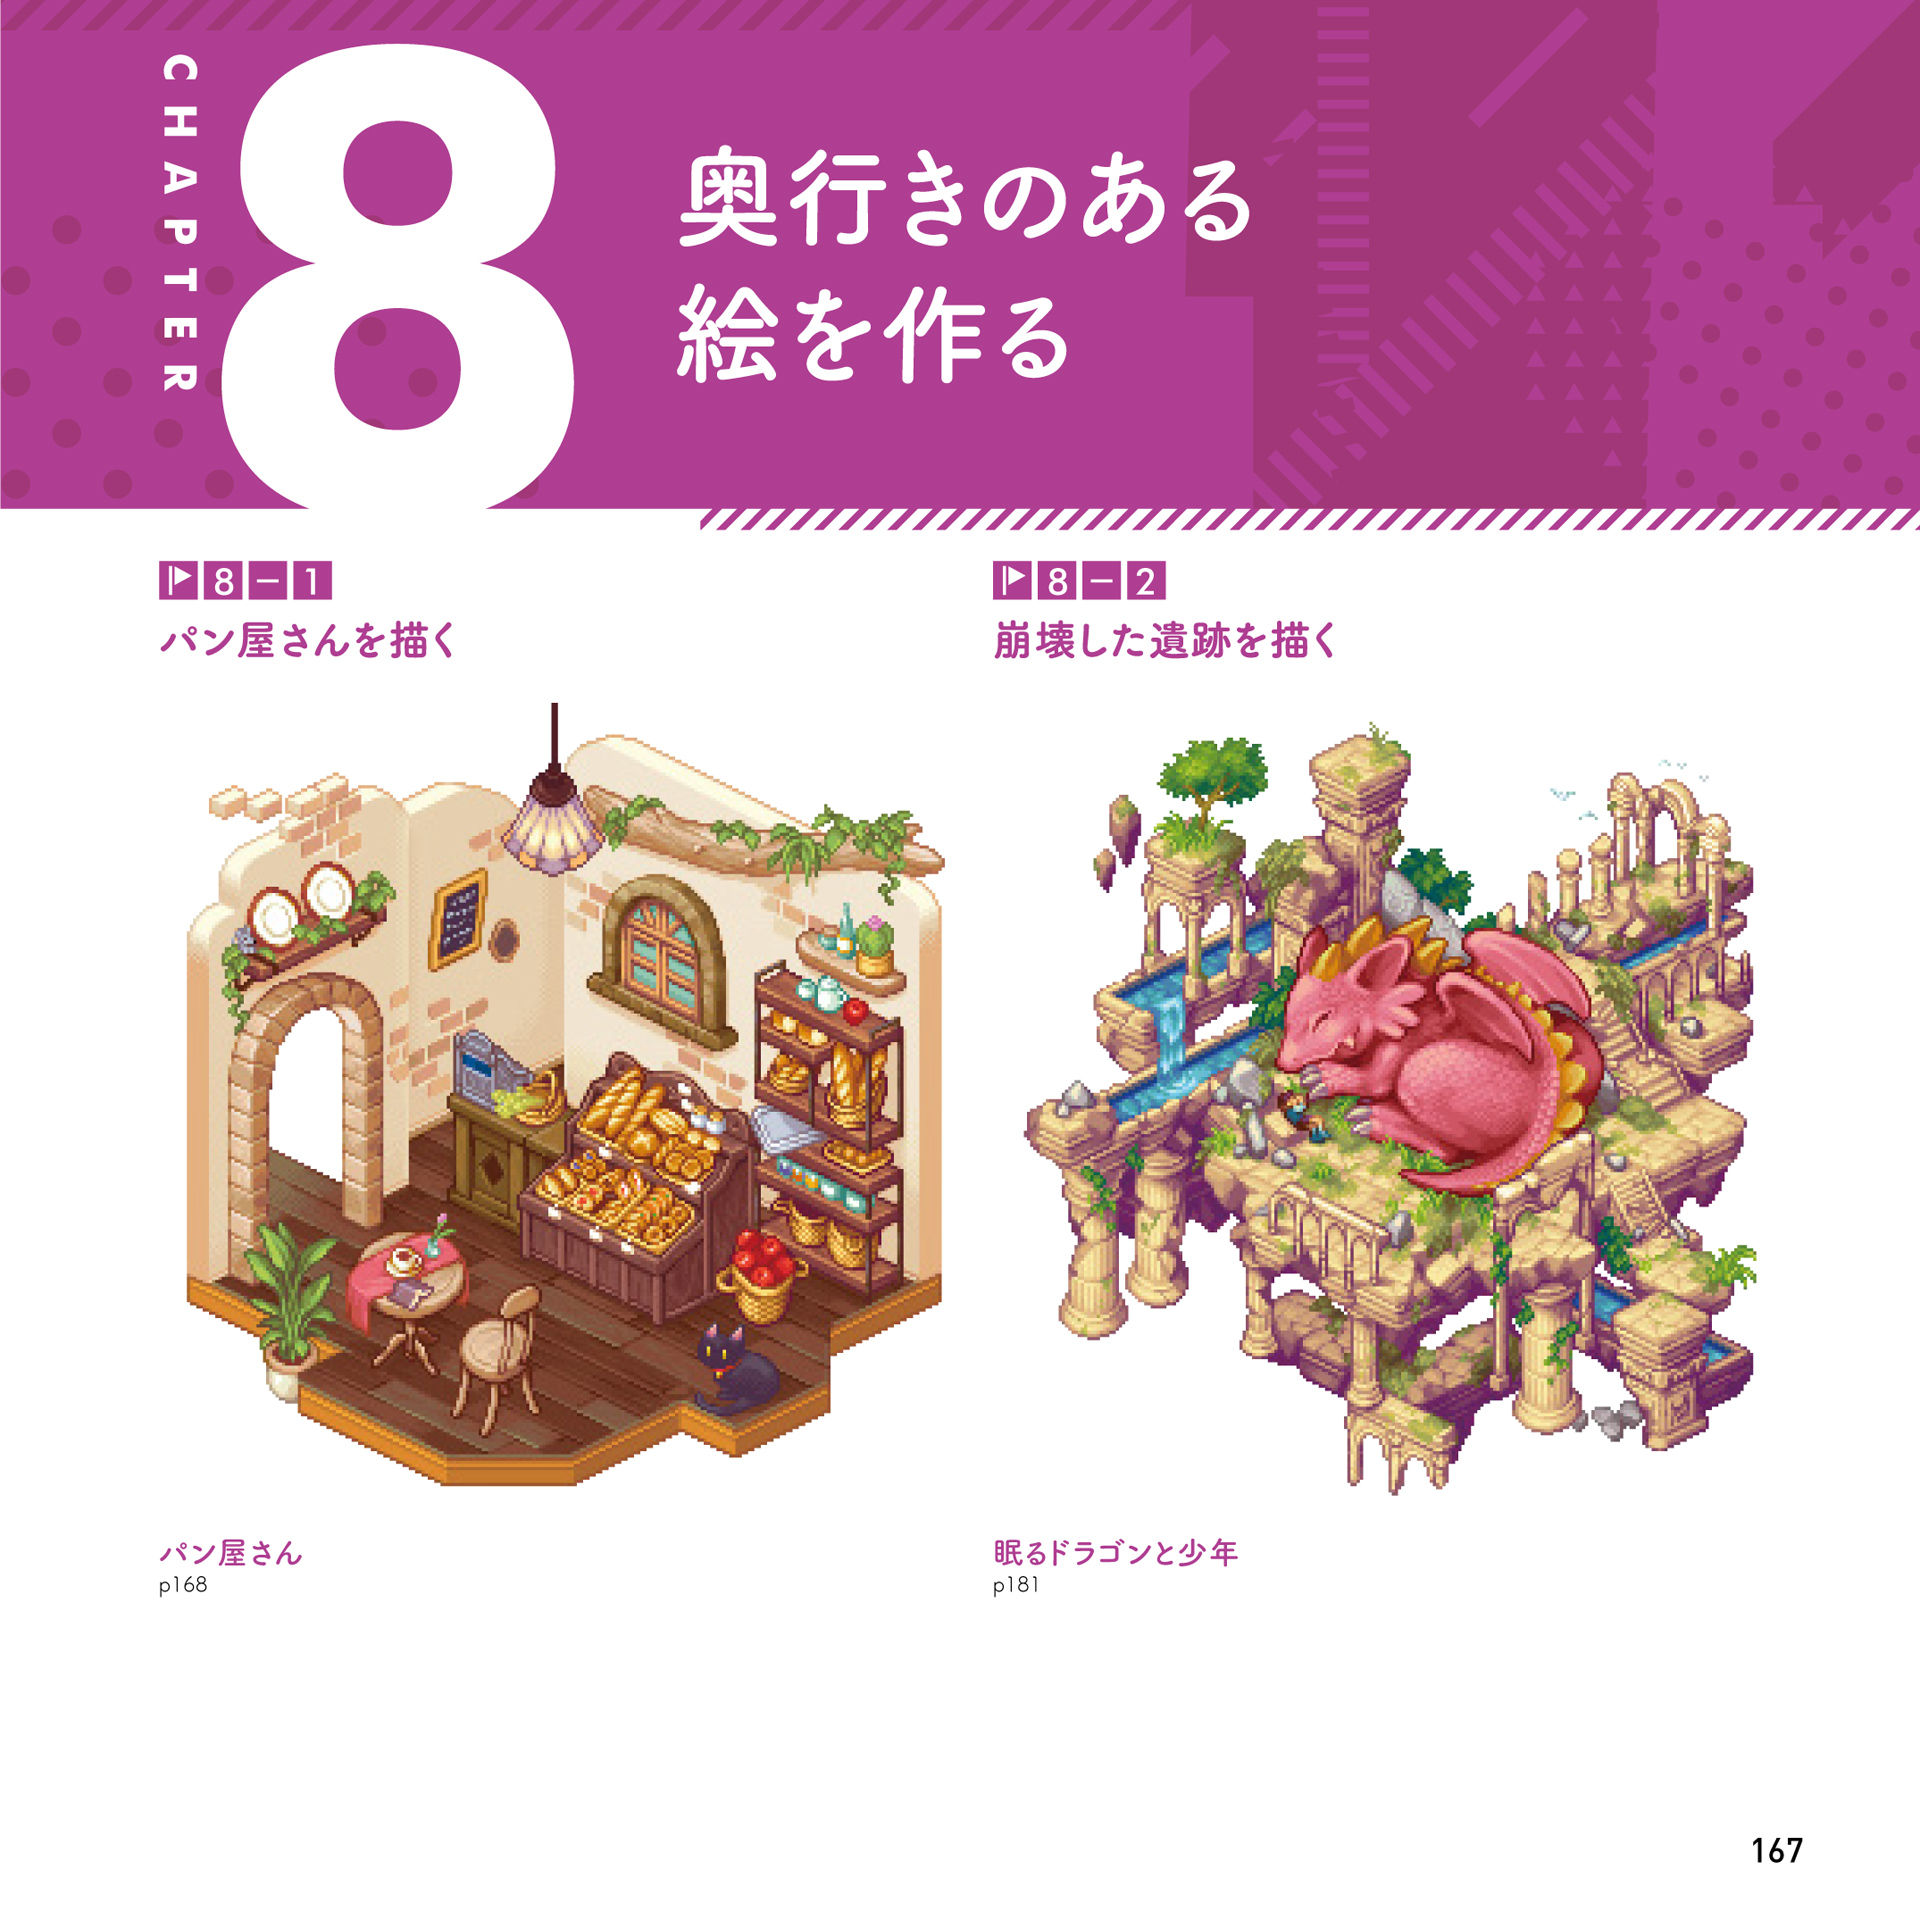 CHAPTER
8
奥行きのある
絵を作る
8-1
パン屋さんを描く
8-2
崩壊した遺跡を描く
パン屋さん
p168
眠るドラゴンと少年
p181
167